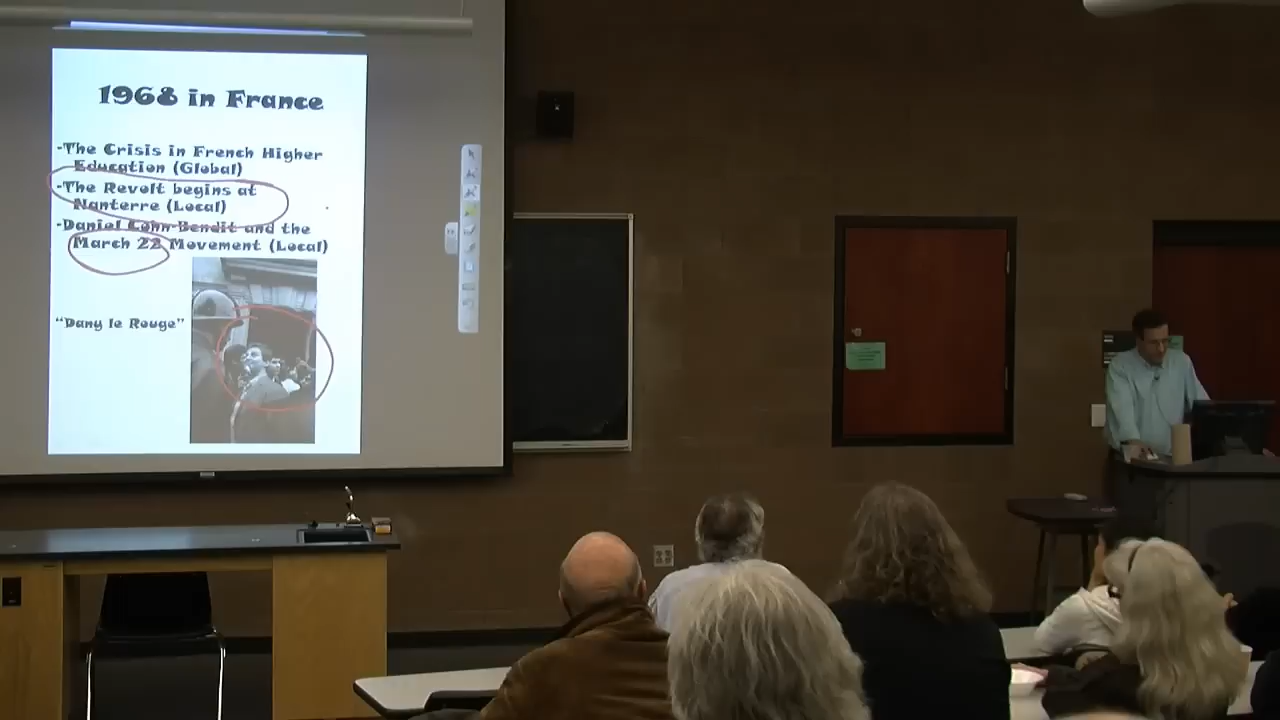 1968 in France
-The Crisis in French Higher
Education (Global)
-The Revolt begins at
Nanterre (Local)
-Daniel Cohn-Bendit and the
March 22 Movement (Local)
"Dany le Rouge"